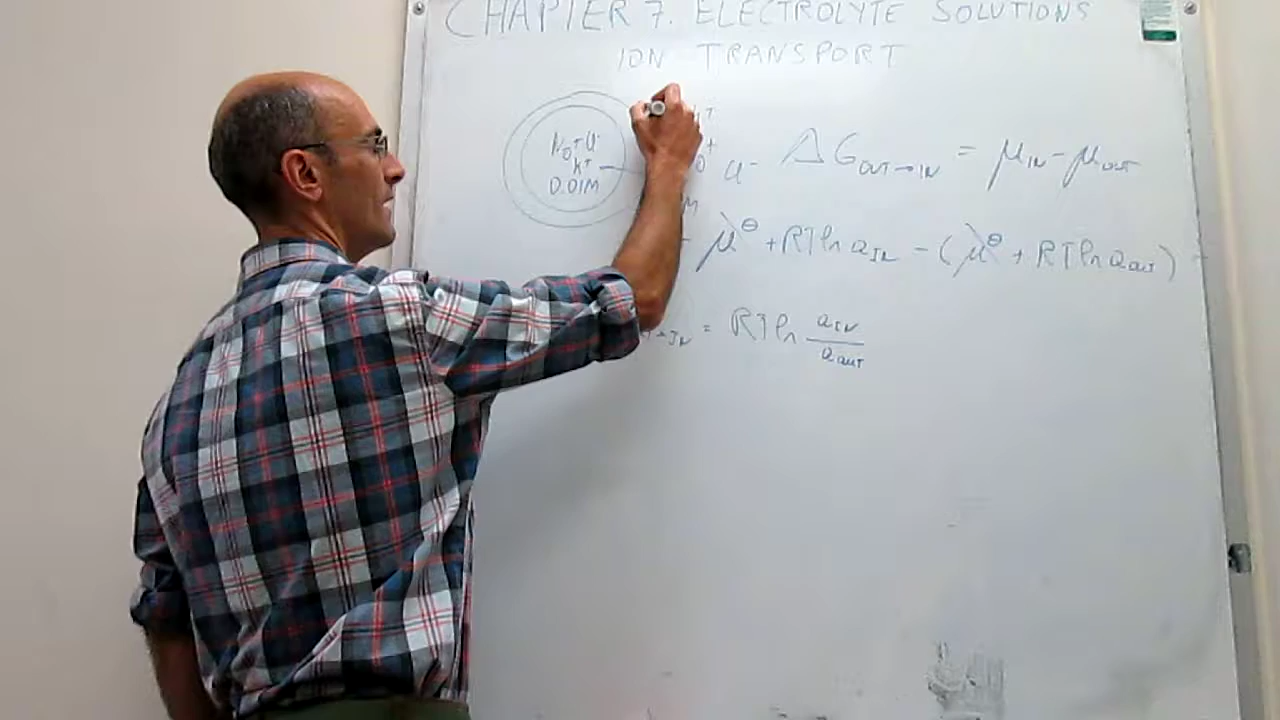 CHAPTER 7. ELECTROLYTE SOLUTIONS
ION TRANSPORT
Na⁺ Cl⁻
K⁺
0.01M
Cl⁻
ΔG_OUT→IN = μ_IN − μ_OUT
μ^⊖ + RT ln a_IN − (μ^⊖ + RT ln a_OUT) =
= RT ln a_IN / a_OUT